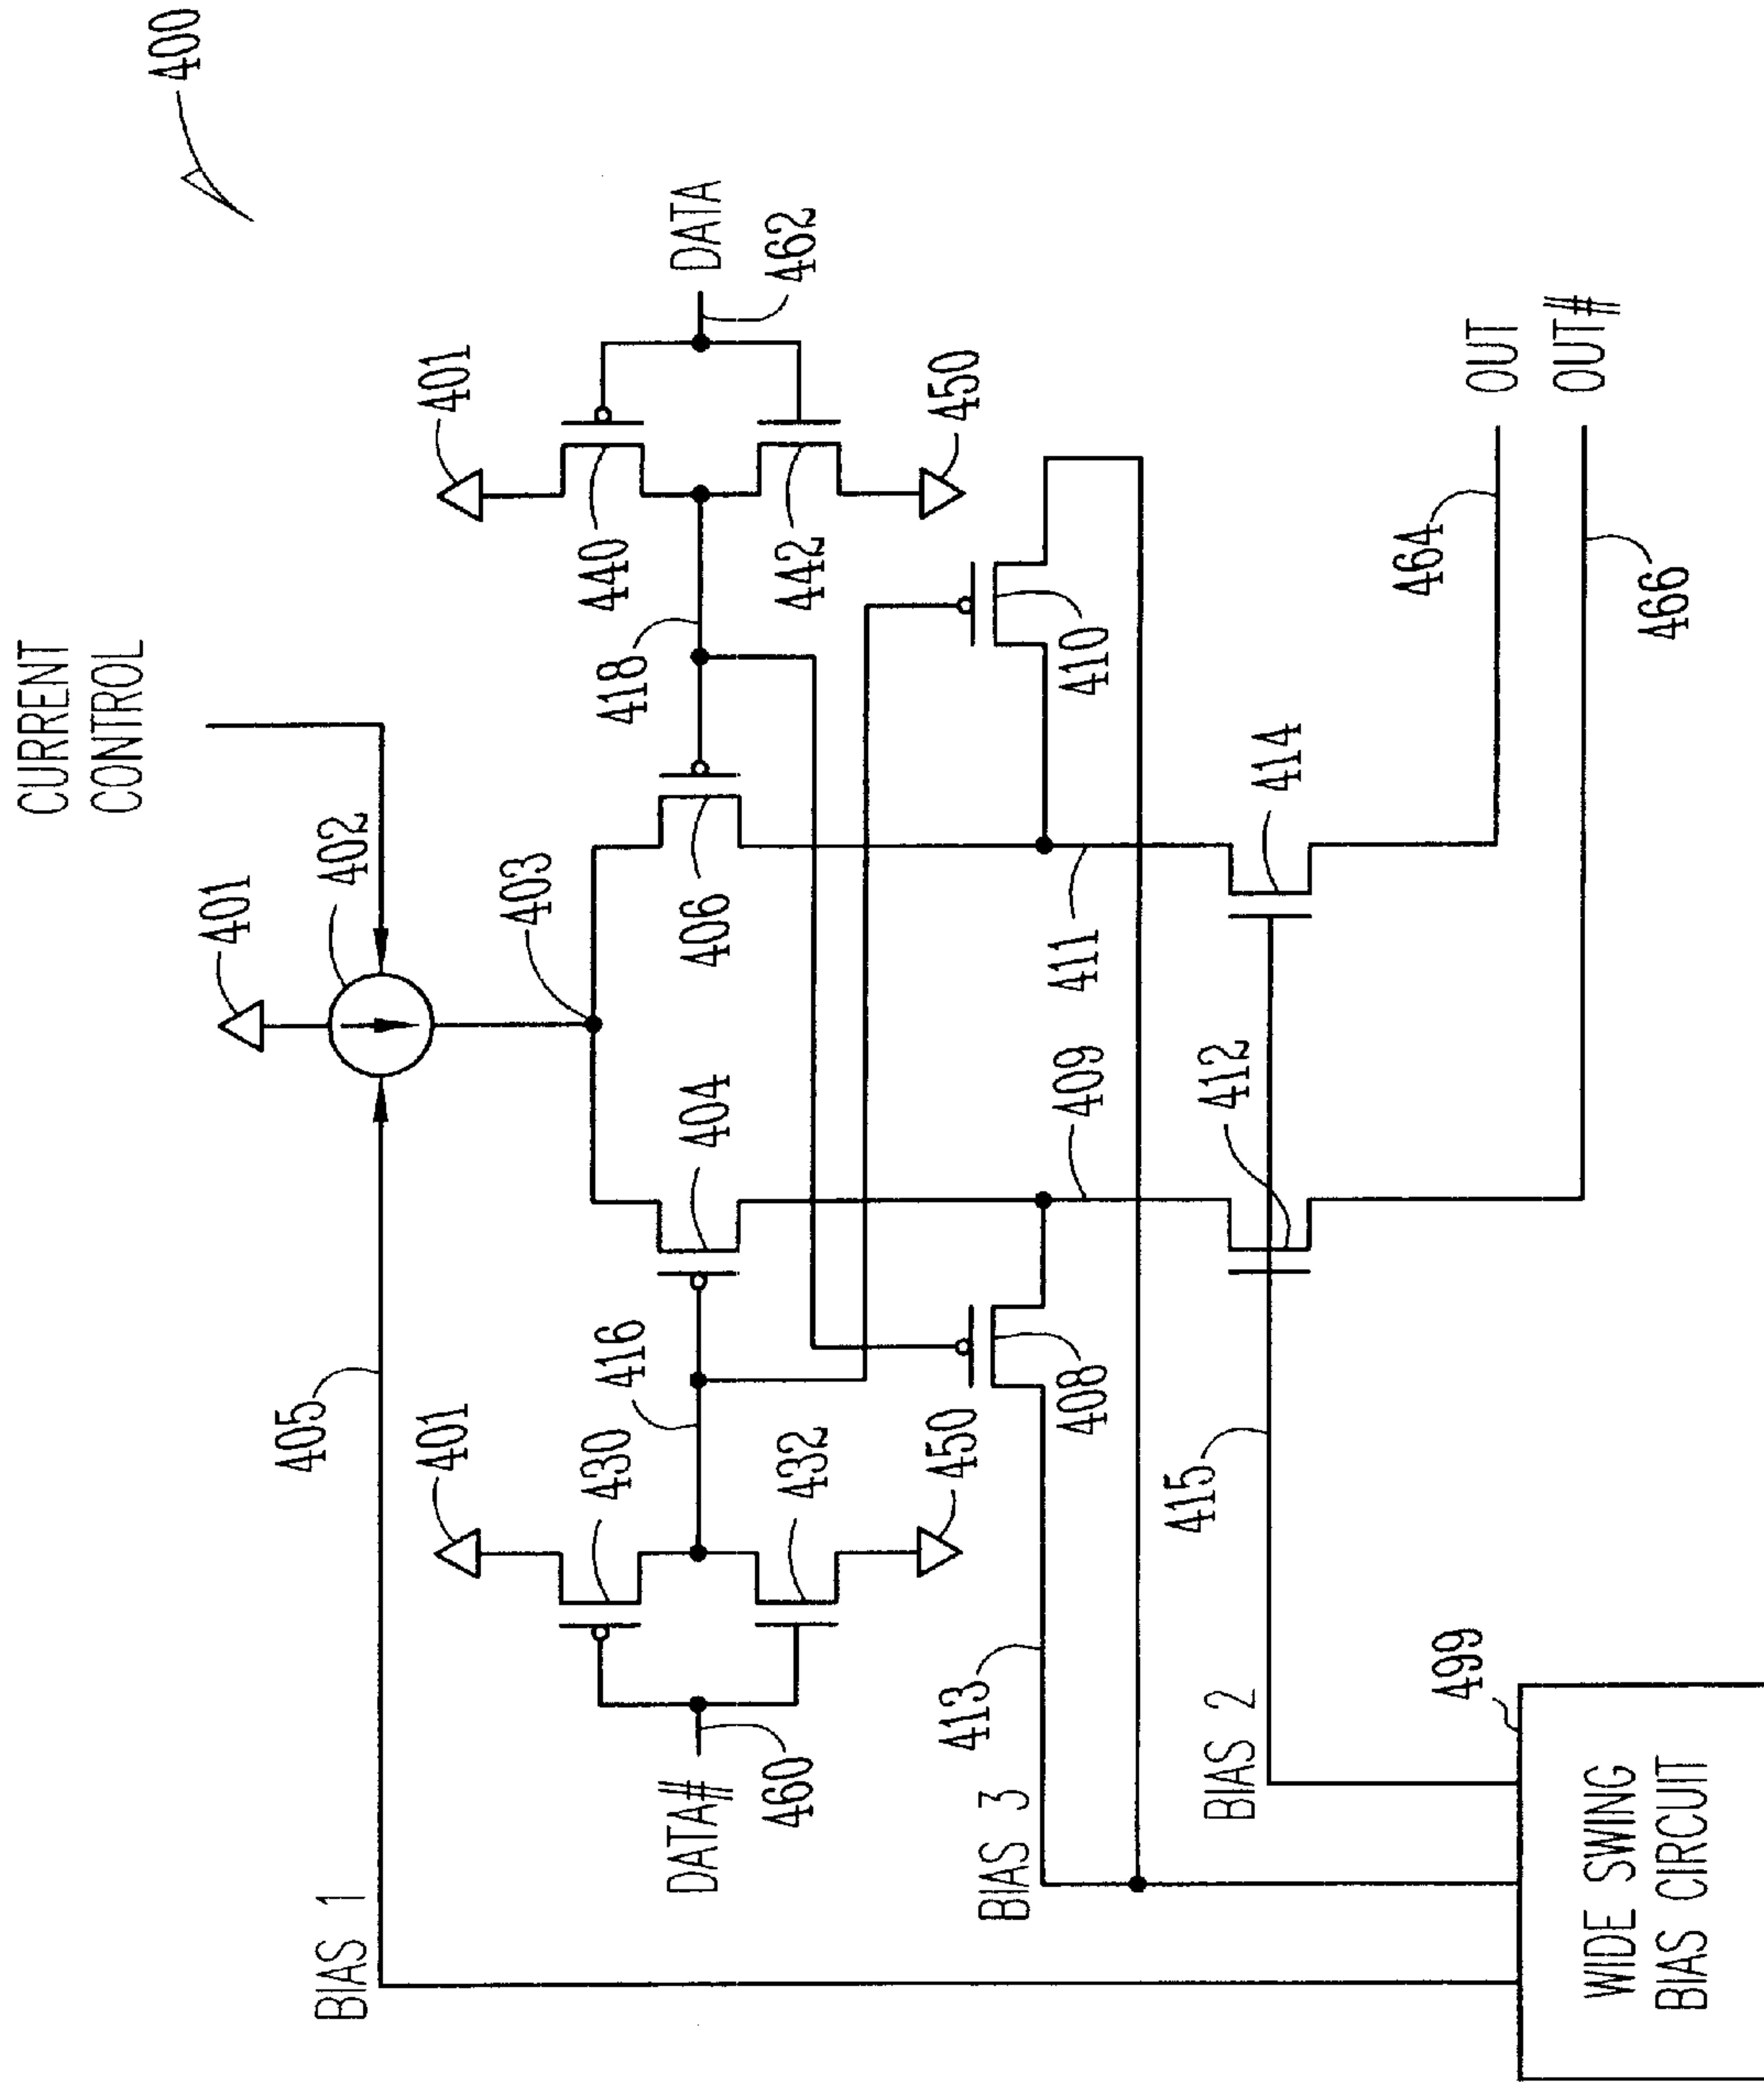 400
CURRENT
CONTROL
401
402
405
BIAS 1
403
401
401
430
416
404
406
418
440
DATA
462
DATA#
460
432
442
450
450
408
410
413
BIAS 3
409
411
415
412
414
BIAS 2
464
OUT
OUT#
466
499
WIDE SWING
BIAS CIRCUIT